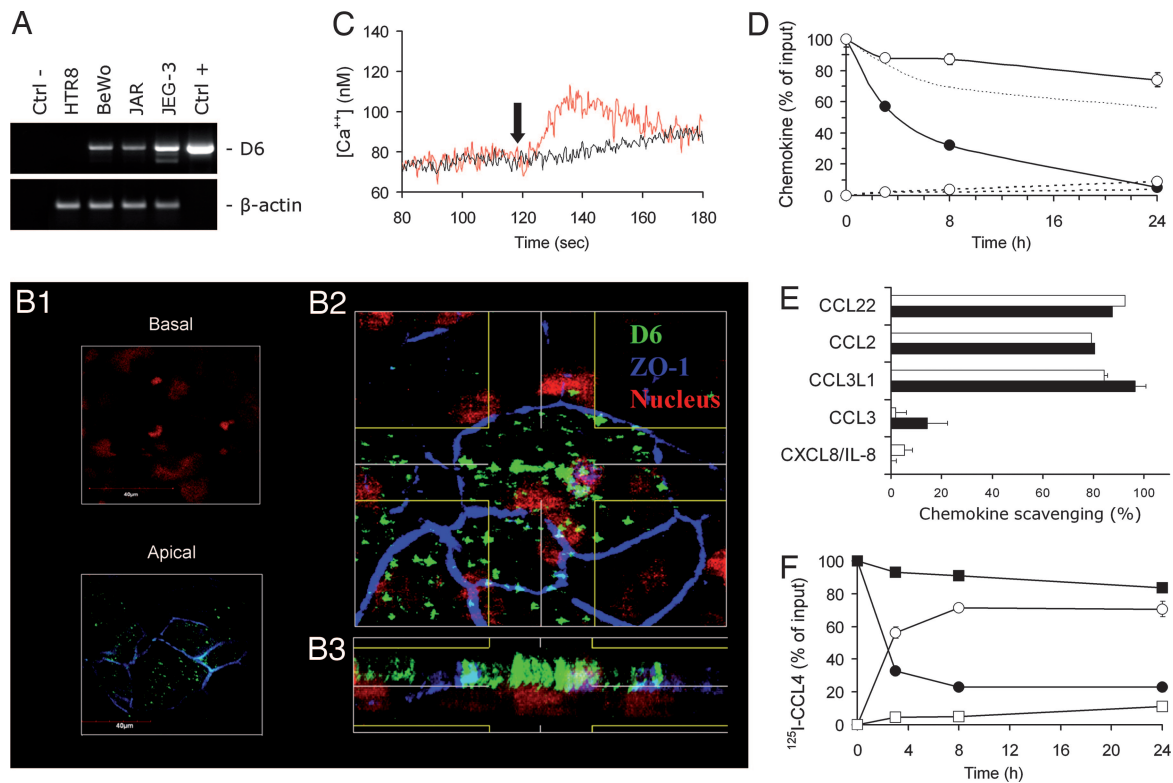 A
Ctrl -
HTR8
BeWo
JAR
JEG-3
Ctrl +
- D6
- β-actin
C
[Ca++] (nM)
140
120
100
80
60
80 100 120 140 160 180
Time (sec)
D
Chemokine (% of input)
100
80
60
40
20
0
0 8 16 24
Time (h)
B1
Basal
40µm
Apical
40µm
B2
D6
ZO-1
Nucleus
B3
E
CCL22
CCL2
CCL3L1
CCL3
CXCL8/IL-8
0 20 40 60 80 100
Chemokine scavenging (%)
F
125I-CCL4 (% of input)
100
80
60
40
20
0
0 4 8 12 16 20 24
Time (h)